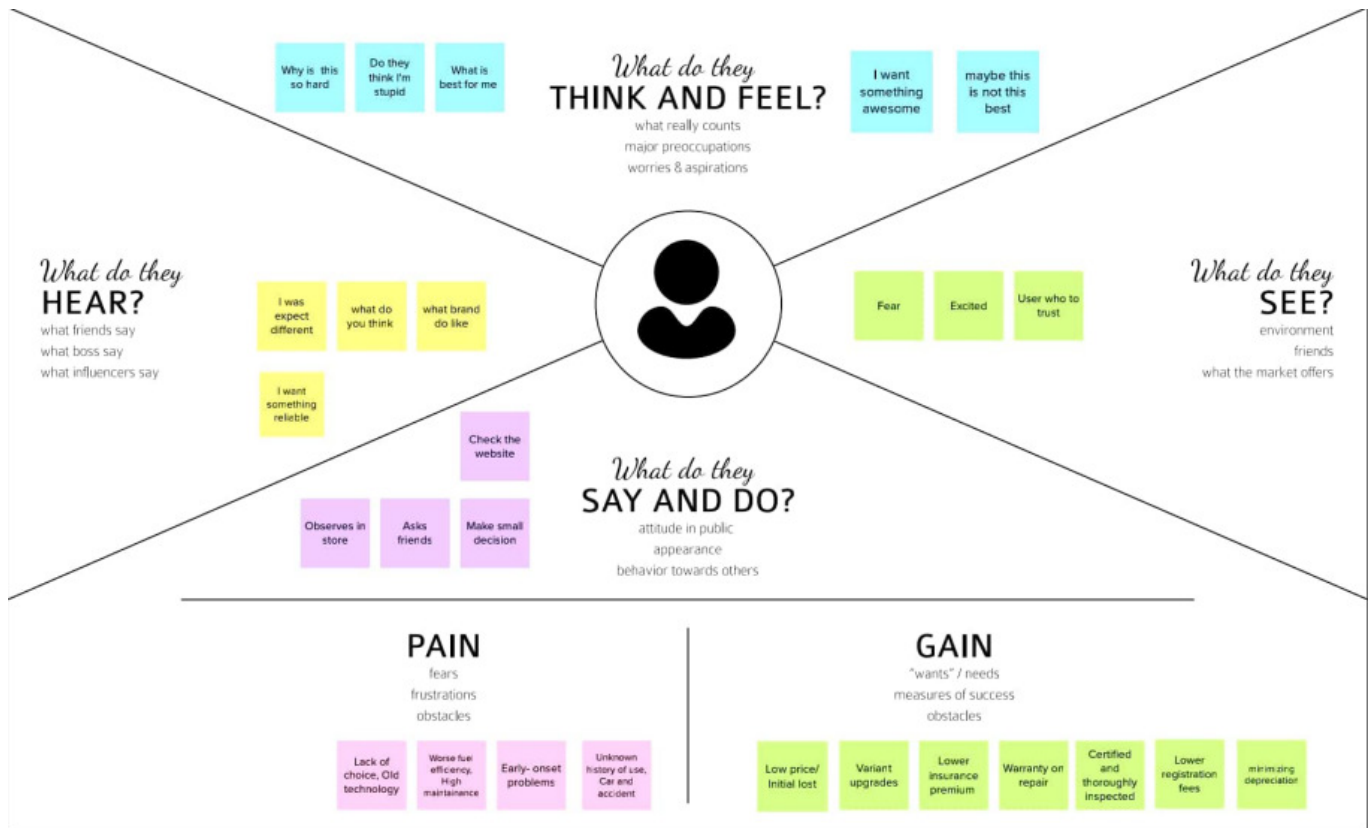 Why is this
so hard
Do they
think I'm
stupid
What is
best for me
What do they
THINK AND FEEL?
what really counts
major preoccupations
worries & aspirations
I want
something
awesome
maybe this
is not this
best
What do they
HEAR?
what friends say
what boss say
what influencers say
I was
expect
different
what do
you think
what brand
do like
I want
something
reliable
Fear
Excited
User who to
trust
What do they
SEE?
environment
friends
what the market offers
Check the
website
Observes in
store
Asks
friends
Make small
decision
What do they
SAY AND DO?
attitude in public
appearance
behavior towards others
PAIN
fears
frustrations
obstacles
Lack of
choice, Old
technology
Worse fuel
efficiency,
High
maintainance
Early- onset
problems
Unknown
history of use,
Car and
accident
GAIN
"wants" / needs
measures of success
obstacles
Low price/
Initial lost
Variant
upgrades
Lower
insurance
premium
Warranty on
repair
Certified
and
thoroughly
inspected
Lower
registration
fees
minimizing
depreciation